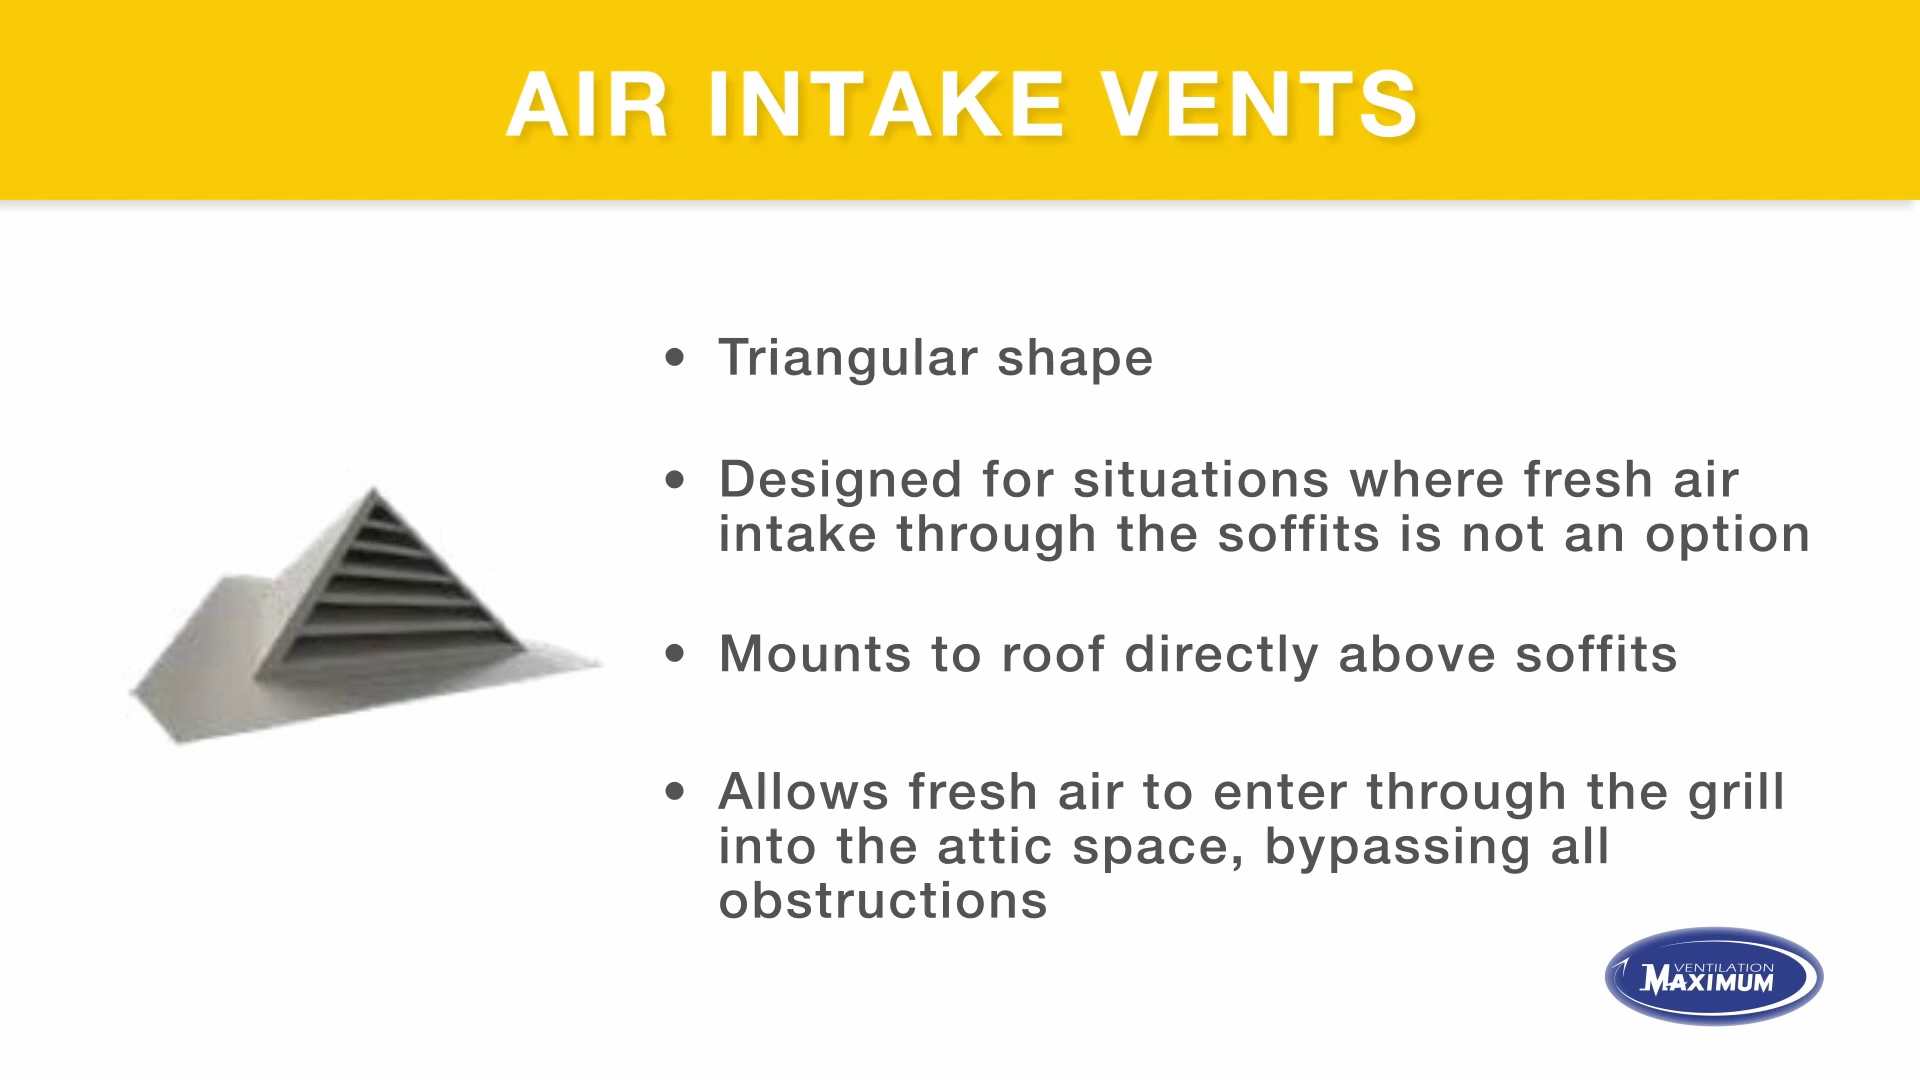 AIR INTAKE VENTS
• Triangular shape
• Designed for situations where fresh air
intake through the soffits is not an option
• Mounts to roof directly above soffits
• Allows fresh air to enter through the grill
into the attic space, bypassing all
obstructions
VENTILATION
MAXIMUM